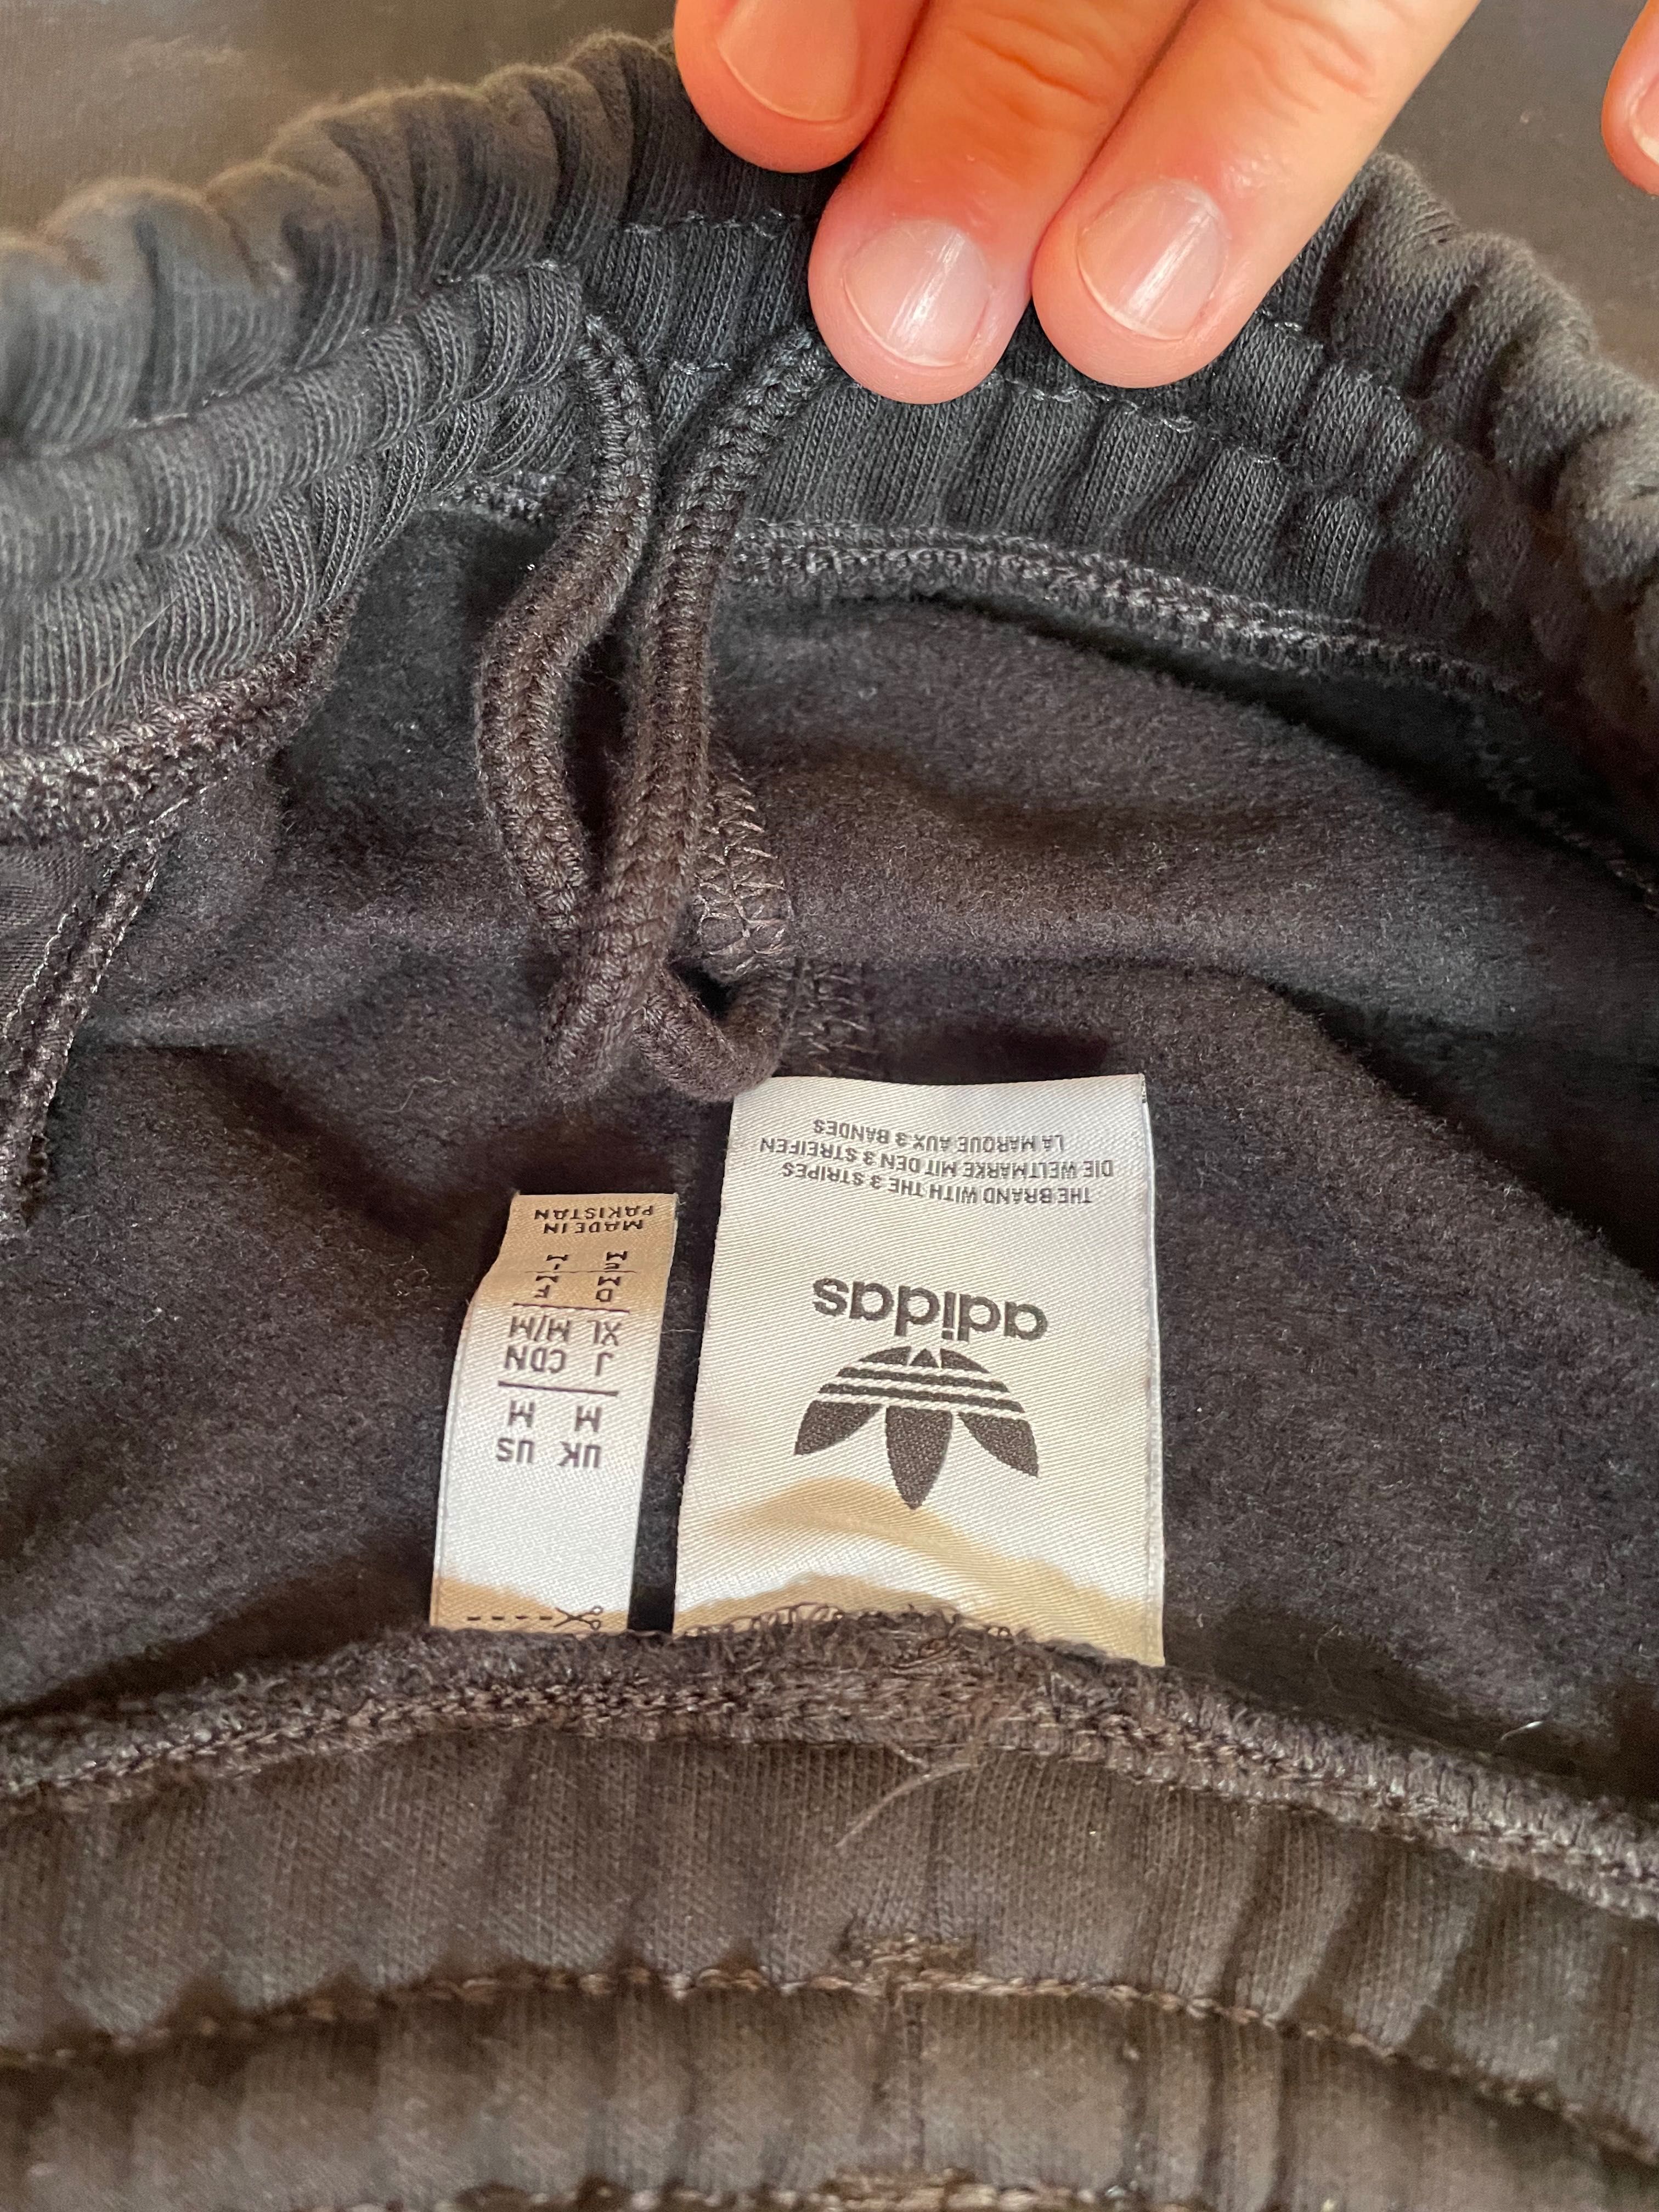 adidas
THE BRAND WITH THE 3 STRIPES
DIE WELTMARKE MIT DEN 3 STREIFEN
LA MARQUE AUX 3 BANDES
UK US
M M
J CDN
XL M/M
D F
M M
M M
MADE IN
PAKISTAN